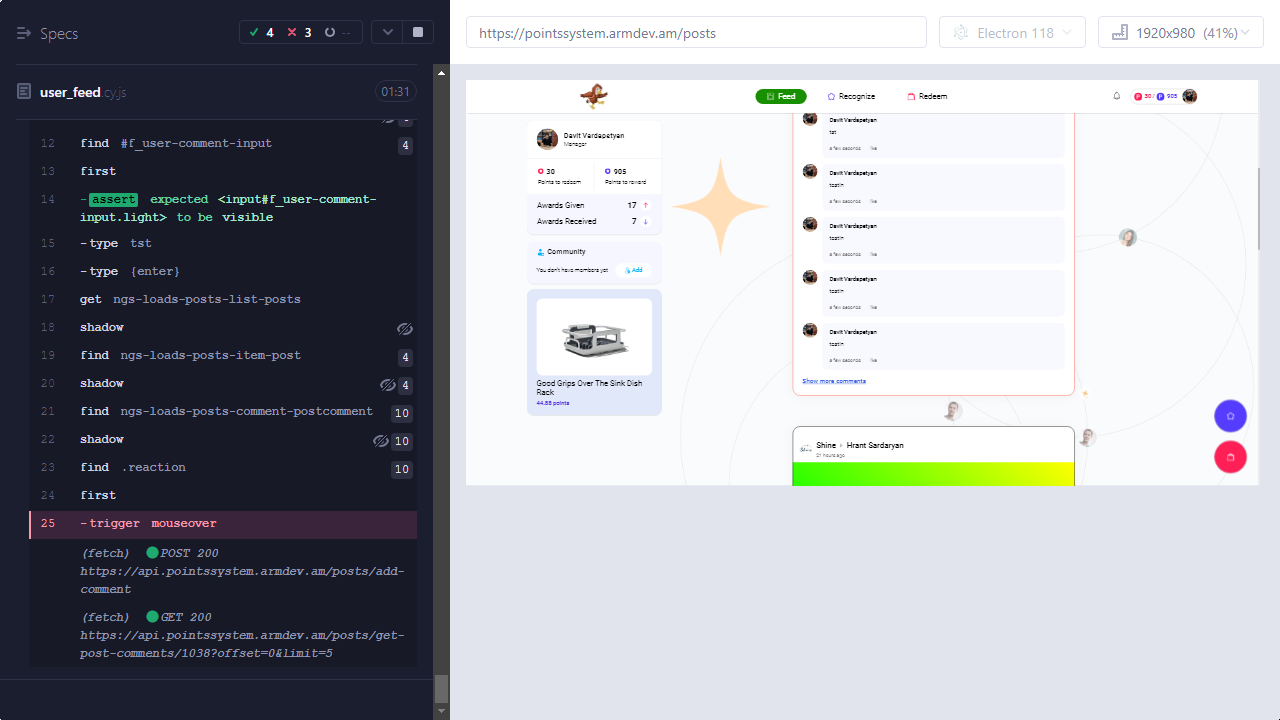 Specs
4
3
--
user_feed.cy.js
01:31
12 find #f_user-comment-input 4
13 first
14 -assert expected <input#f_user-comment-
input.light> to be visible
15 -type tst
16 -type {enter}
17 get ngs-loads-posts-list-posts
18 shadow
19 find ngs-loads-posts-item-post 4
20 shadow 4
21 find ngs-loads-posts-comment-postcomment 10
22 shadow 10
23 find .reaction 10
24 first
25 -trigger mouseover
(fetch) POST 200
https://api.pointssystem.armdev.am/posts/add-
comment
(fetch) GET 200
https://api.pointssystem.armdev.am/posts/get-
post-comments/1038?offset=0&limit=5
https://pointssystem.armdev.am/posts
Electron 118
1920x980 (41%)
Feed
Recognize
Redeem
P 30 / P 905
Davit Vardapetyan
Manager
30
Points to redeem
905
Points to reward
Awards Given 17 ↑
Awards Received 7 ↓
Community
You don't have members yet
Add
Good Grips Over The Sink Dish
Rack
44.88 points
Davit Vardapetyan
tst
a few seconds like
Davit Vardapetyan
testin
a few seconds like
Davit Vardapetyan
testin
a few seconds like
Davit Vardapetyan
testin
a few seconds like
Davit Vardapetyan
testin
a few seconds like
Show more comments
Shine
Shine ▸ Hrant Sardaryan
21 hours ago